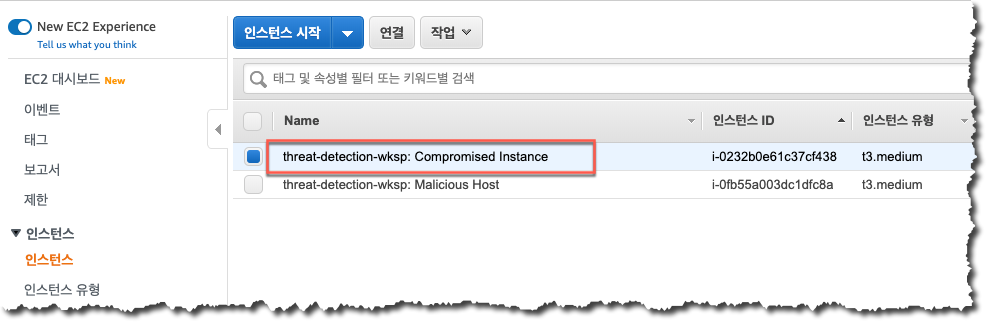 New EC2 Experience
Tell us what you think
EC2 대시보드 New
이벤트
태그
보고서
제한
인스턴스
인스턴스
인스턴스 유형
인스턴스 시작 연결 작업
태그 및 속성별 필터 또는 키워드별 검색
Name 인스턴스 ID 인스턴스 유형
threat-detection-wksp: Compromised Instance i-0232b0e61c37cf438 t3.medium
threat-detection-wksp: Malicious Host i-0fb55a003dc1dfc8a t3.medium